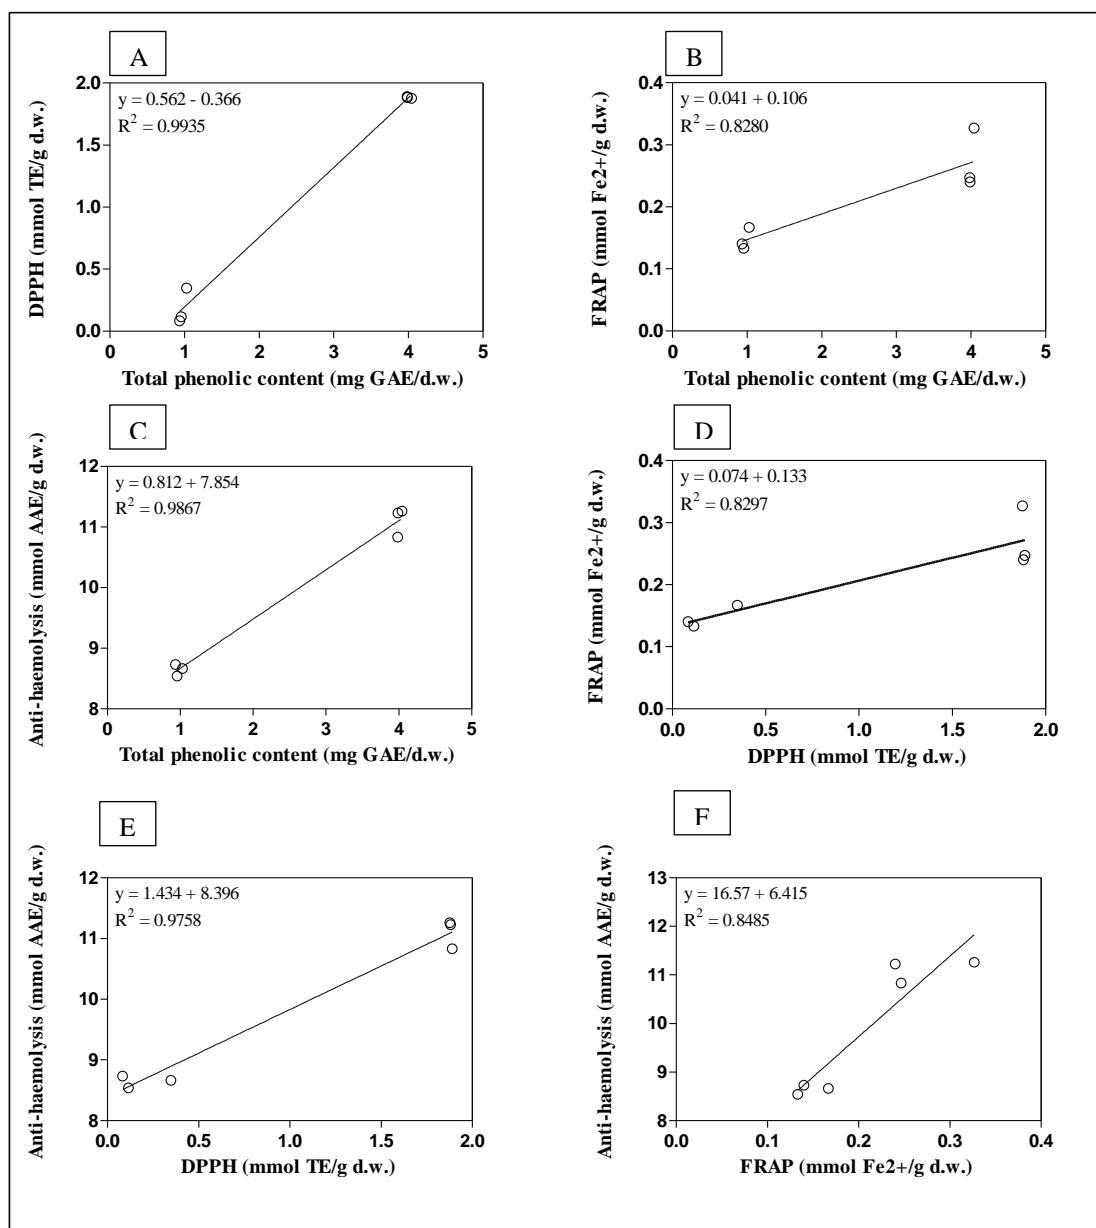 A
y = 0.562 - 0.366
R² = 0.9935
DPPH (mmol TE/g d.w.)
2.0
1.5
1.0
0.5
0.0
0 1 2 3 4 5
Total phenolic content (mg GAE/d.w.)
B
y = 0.041 + 0.106
R² = 0.8280
FRAP (mmol Fe2+/g d.w.)
0.4
0.3
0.2
0.1
0.0
0 1 2 3 4 5
Total phenolic content (mg GAE/d.w.)
C
y = 0.812 + 7.854
R² = 0.9867
Anti-haemolysis (mmol AAE/g d.w.)
12
11
10
9
8
0 1 2 3 4 5
Total phenolic content (mg GAE/d.w.)
D
y = 0.074 + 0.133
R² = 0.8297
FRAP (mmol Fe2+/g d.w.)
0.4
0.3
0.2
0.1
0.0
0.0 0.5 1.0 1.5 2.0
DPPH (mmol TE/g d.w.)
E
y = 1.434 + 8.396
R² = 0.9758
Anti-haemolysis (mmol AAE/g d.w.)
12
11
10
9
8
0.0 0.5 1.0 1.5 2.0
DPPH (mmol TE/g d.w.)
F
y = 16.57 + 6.415
R² = 0.8485
Anti-haemolysis (mmol AAE/g d.w.)
13
12
11
10
9
8
0.0 0.1 0.2 0.3 0.4
FRAP (mmol Fe2+/g d.w.)